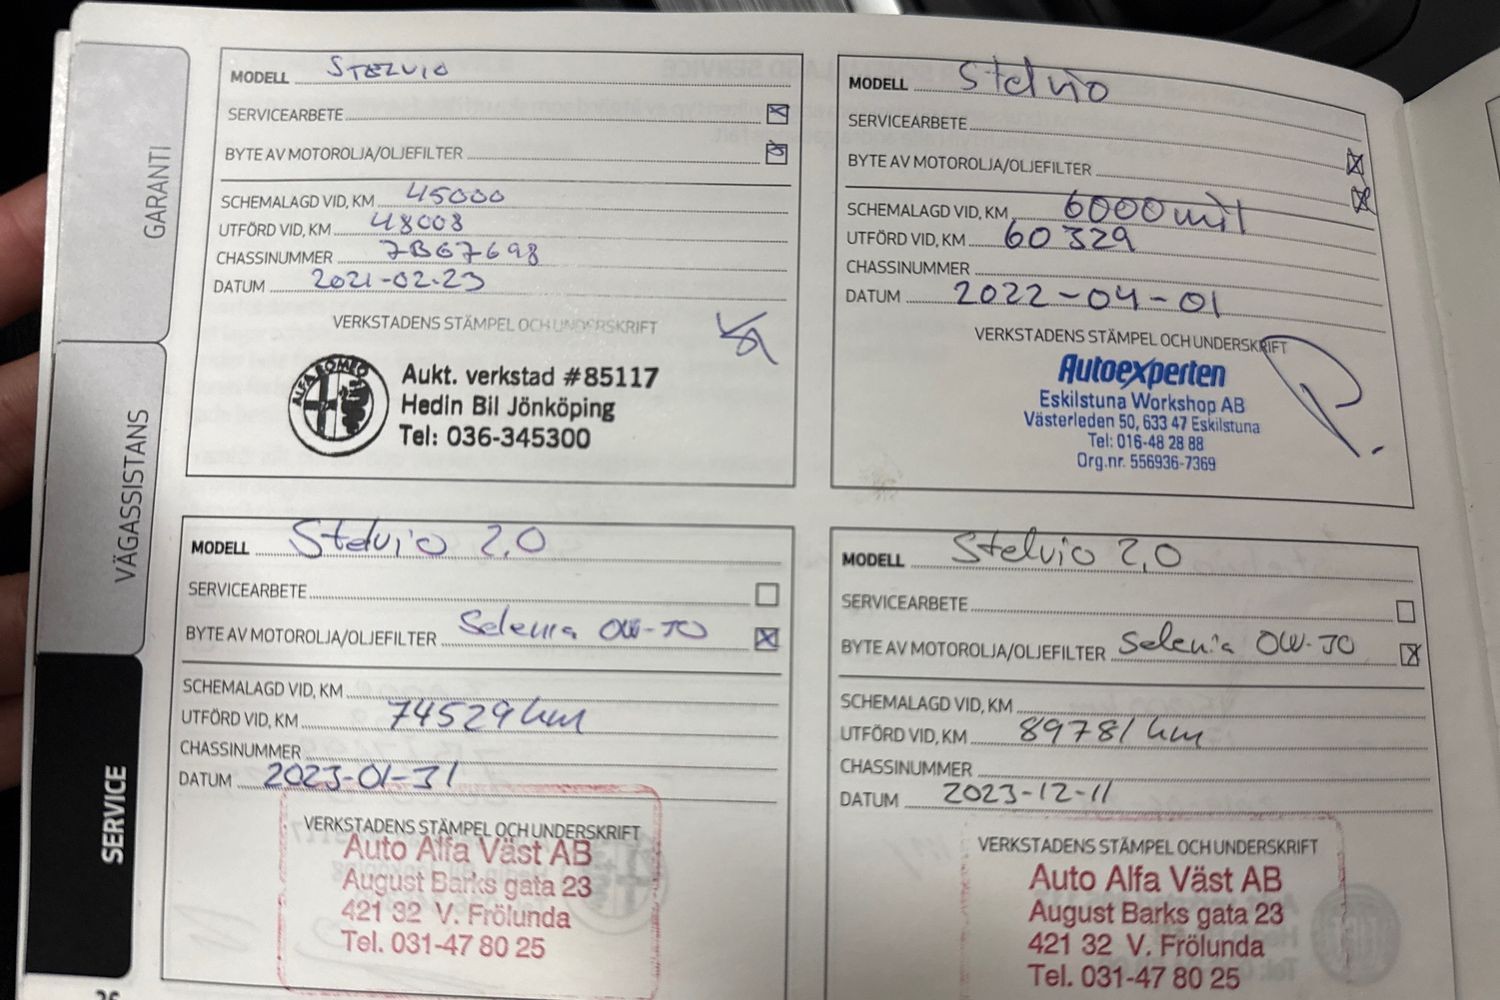 GARANTI
VÄGASSISTANS
SERVICE
MODELL Stelvio
SERVICEARBETE
BYTE AV MOTOROLJA/OLJEFILTER
SCHEMALAGD VID, KM 45000
UTFÖRD VID, KM 48008
CHASSINUMMER 7B67698
DATUM 2021-02-23
VERKSTADENS STÄMPEL OCH UNDERSKRIFT
ALFA ROMEO
Aukt. verkstad #85117
Hedin Bil Jönköping
Tel: 036-345300
MODELL Stelvio
SERVICEARBETE
BYTE AV MOTOROLJA/OLJEFILTER
SCHEMALAGD VID, KM 6000 mil
UTFÖRD VID, KM 60329
CHASSINUMMER
DATUM 2022-04-01
VERKSTADENS STÄMPEL OCH UNDERSKRIFT
Autoexperten
Eskilstuna Workshop AB
Västerleden 50, 633 47 Eskilstuna
Tel: 016-48 28 88
Org.nr. 556936-7369
MODELL Stelvio 2,0
SERVICEARBETE
BYTE AV MOTOROLJA/OLJEFILTER Selenia 0W-30
SCHEMALAGD VID, KM
UTFÖRD VID, KM 74529 km
CHASSINUMMER
DATUM 2023-01-31
VERKSTADENS STÄMPEL OCH UNDERSKRIFT
Auto Alfa Väst AB
August Barks gata 23
421 32 V. Frölunda
Tel. 031-47 80 25
MODELL Stelvio 2,0
SERVICEARBETE
BYTE AV MOTOROLJA/OLJEFILTER Selenia 0W-30
SCHEMALAGD VID, KM
UTFÖRD VID, KM 89781 km
CHASSINUMMER
DATUM 2023-12-11
VERKSTADENS STÄMPEL OCH UNDERSKRIFT
Auto Alfa Väst AB
August Barks gata 23
421 32 V. Frölunda
Tel. 031-47 80 25